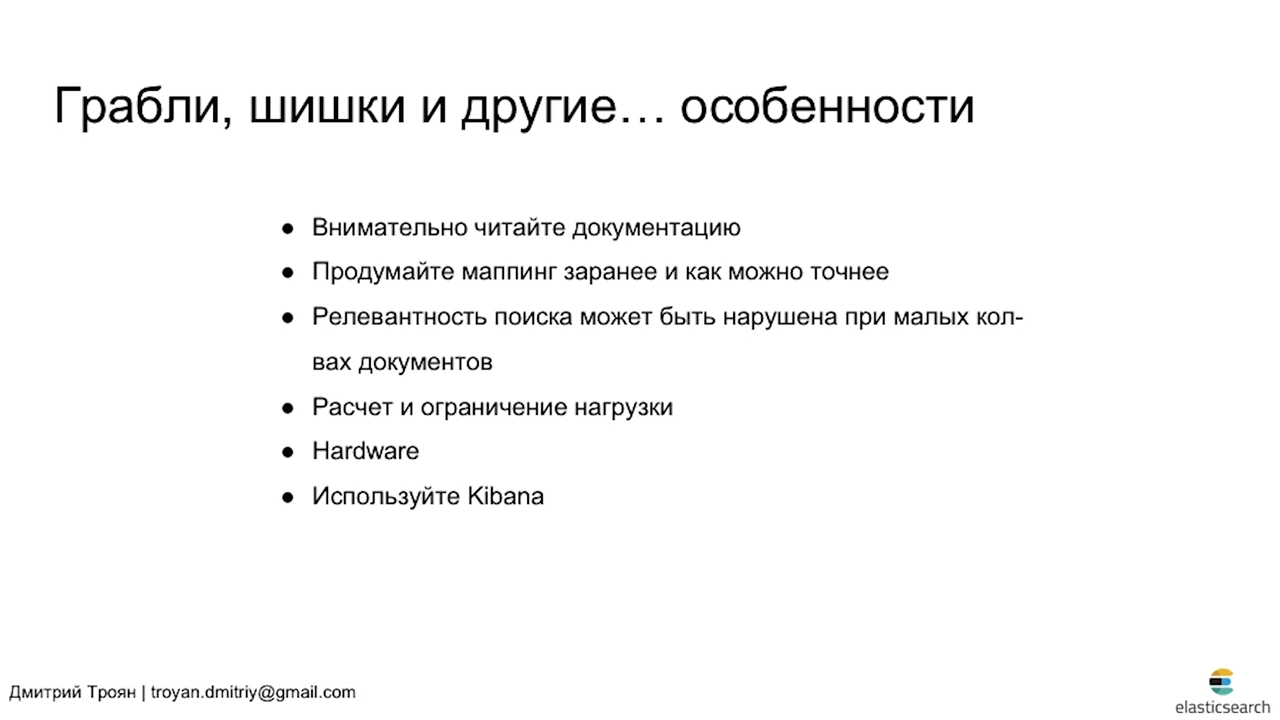 Грабли, шишки и другие… особенности
● Внимательно читайте документацию
● Продумайте маппинг заранее и как можно точнее
● Релевантность поиска может быть нарушена при малых кол-
вах документов
● Расчет и ограничение нагрузки
● Hardware
● Используйте Kibana
Дмитрий Троян | troyan.dmitriy@gmail.com
elasticsearch